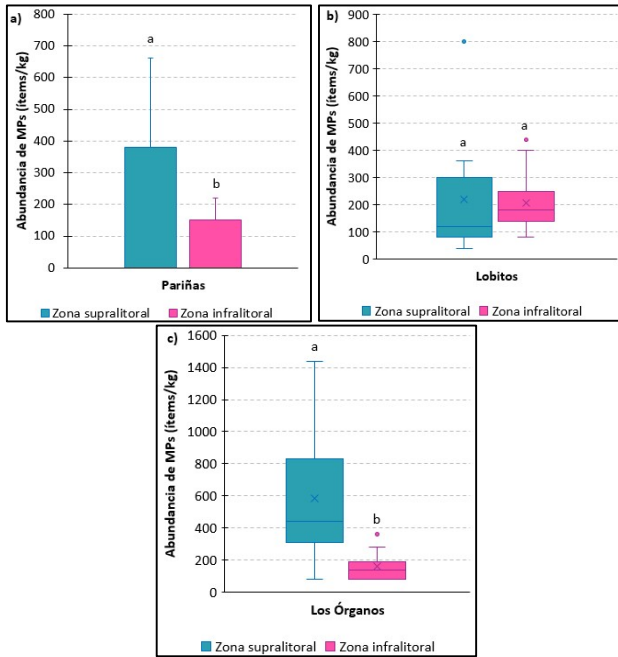 a)
Abundancia de MPs (ítems/kg)
800
700
600
500
400
300
200
100
0
a
b
Pariñas
Zona supralitoral Zona infralitoral
b)
Abundancia de MPs (ítems/kg)
900
800
700
600
500
400
300
200
100
0
a
a
Lobitos
Zona supralitoral Zona infralitoral
c)
Abundancia de MPs (ítems/kg)
1600
1400
1200
1000
800
600
400
200
0
a
b
Los Órganos
Zona supralitoral Zona infralitoral